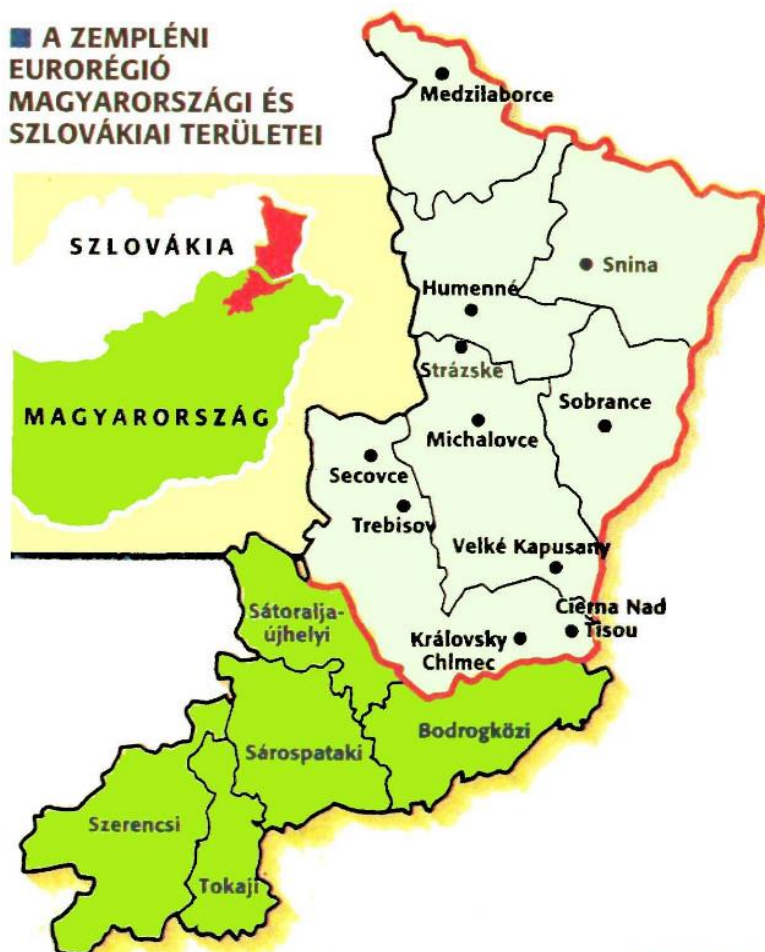 A ZEMPLÉNI
EURORÉGIÓ
MAGYARORSZÁGI ÉS
SZLOVÁKIAI TERÜLETEI
Medzilaborce
SZLOVÁKIA
Snina
Humenné
Strázske
MAGYARORSZÁG
Sobrance
Michalovce
Secovce
Trebisov
Velké Kapusany
Cierna Nad
Tisou
Sátoralja-
újhelyi
Královsky
Chlmec
Bodrogközi
Sárospataki
Szerencsi
Tokaji